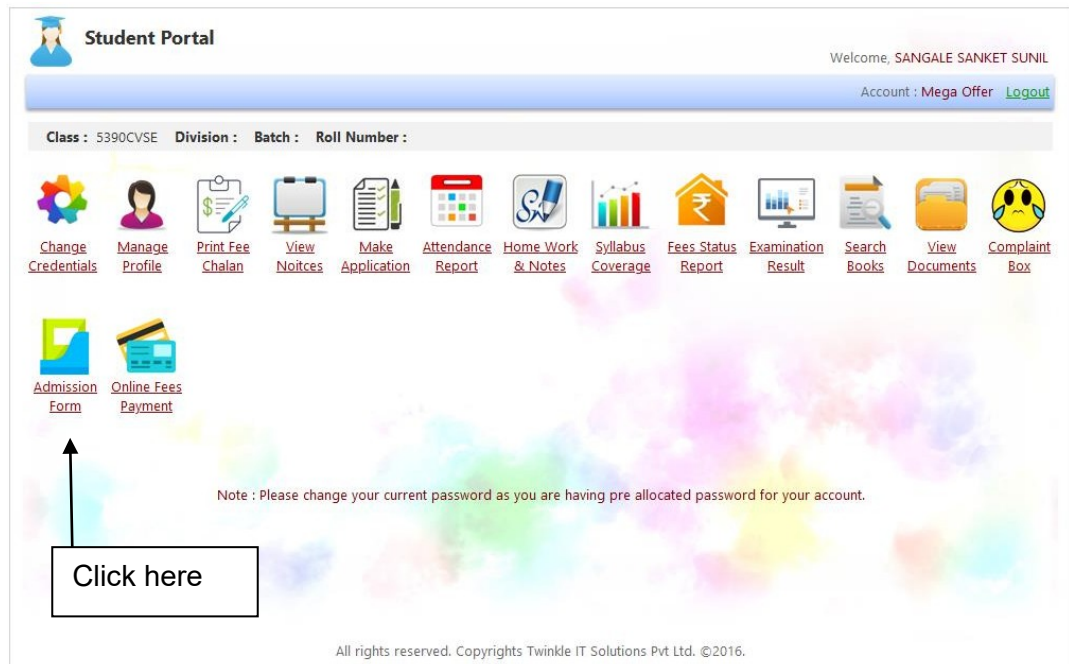 Student Portal
Welcome, SANGALE SANKET SUNIL
Account : Mega Offer Logout
Class : 5390CVSE Division : Batch : Roll Number :
Change Credentials
Manage Profile
Print Fee Chalan
View Noitces
Make Application
Attendance Report
Home Work & Notes
Syllabus Coverage
Fees Status Report
Examination Result
Search Books
View Documents
Complaint Box
Admission Form
Online Fees Payment
Note : Please change your current password as you are having pre allocated password for your account.
Click here
All rights reserved. Copyrights Twinkle IT Solutions Pvt Ltd. ©2016.